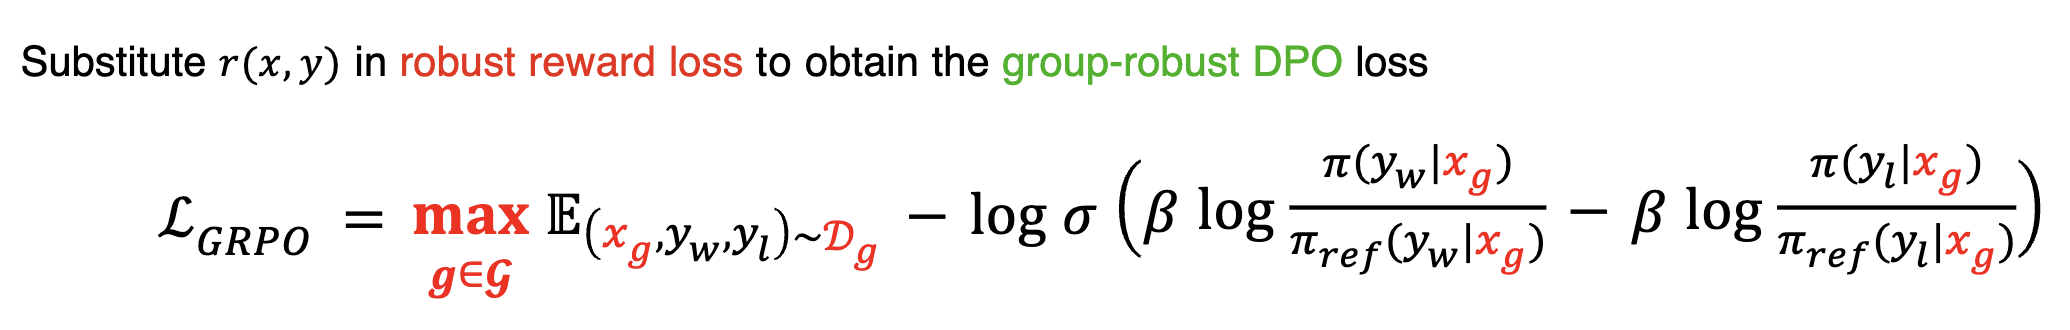 Substitute r(x, y) in robust reward loss to obtain the group-robust DPO loss
ℒ_GRPO = max_{g∈𝒢} 𝔼_{(x_g,y_w,y_l)~𝒟_g} − log σ (β log π(y_w|x_g) / π_ref(y_w|x_g) − β log π(y_l|x_g) / π_ref(y_l|x_g))